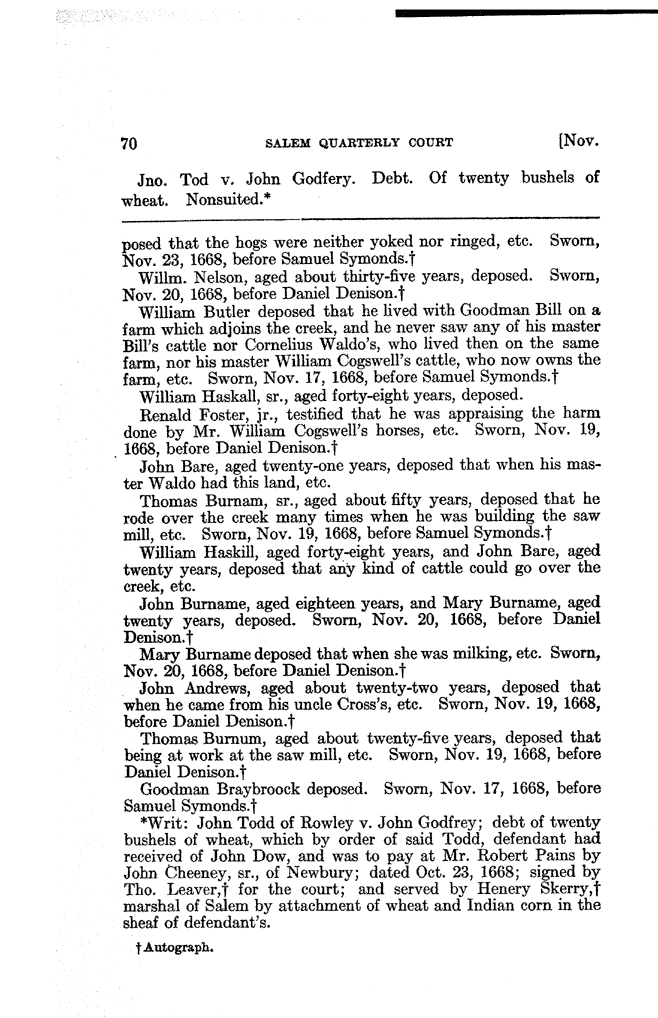 70 SALEM QUARTERLY COURT [Nov.
Jno. Tod v. John Godfery. Debt. Of twenty bushels of
wheat. Nonsuited.*
posed that the hogs were neither yoked nor ringed, etc. Sworn,
Nov. 23, 1668, before Samuel Symonds.†
Willm. Nelson, aged about thirty-five years, deposed. Sworn,
Nov. 20, 1668, before Daniel Denison.†
William Butler deposed that he lived with Goodman Bill on a
farm which adjoins the creek, and he never saw any of his master
Bill's cattle nor Cornelius Waldo's, who lived then on the same
farm, nor his master William Cogswell's cattle, who now owns the
farm, etc. Sworn, Nov. 17, 1668, before Samuel Symonds.†
William Haskall, sr., aged forty-eight years, deposed.
Renald Foster, jr., testified that he was appraising the harm
done by Mr. William Cogswell's horses, etc. Sworn, Nov. 19,
1668, before Daniel Denison.†
John Bare, aged twenty-one years, deposed that when his mas-
ter Waldo had this land, etc.
Thomas Burnam, sr., aged about fifty years, deposed that he
rode over the creek many times when he was building the saw
mill, etc. Sworn, Nov. 19, 1668, before Samuel Symonds.†
William Haskill, aged forty-eight years, and John Bare, aged
twenty years, deposed that any kind of cattle could go over the
creek, etc.
John Burname, aged eighteen years, and Mary Burname, aged
twenty years, deposed. Sworn, Nov. 20, 1668, before Daniel
Denison.†
Mary Burname deposed that when she was milking, etc. Sworn,
Nov. 20, 1668, before Daniel Denison.†
John Andrews, aged about twenty-two years, deposed that
when he came from his uncle Cross's, etc. Sworn, Nov. 19, 1668,
before Daniel Denison.†
Thomas Burnum, aged about twenty-five years, deposed that
being at work at the saw mill, etc. Sworn, Nov. 19, 1668, before
Daniel Denison.†
Goodman Braybroock deposed. Sworn, Nov. 17, 1668, before
Samuel Symonds.†
*Writ: John Todd of Rowley v. John Godfrey; debt of twenty
bushels of wheat, which by order of said Todd, defendant had
received of John Dow, and was to pay at Mr. Robert Pains by
John Cheeney, sr., of Newbury; dated Oct. 23, 1668; signed by
Tho. Leaver,† for the court; and served by Henery Skerry,†
marshal of Salem by attachment of wheat and Indian corn in the
sheaf of defendant's.
†Autograph.